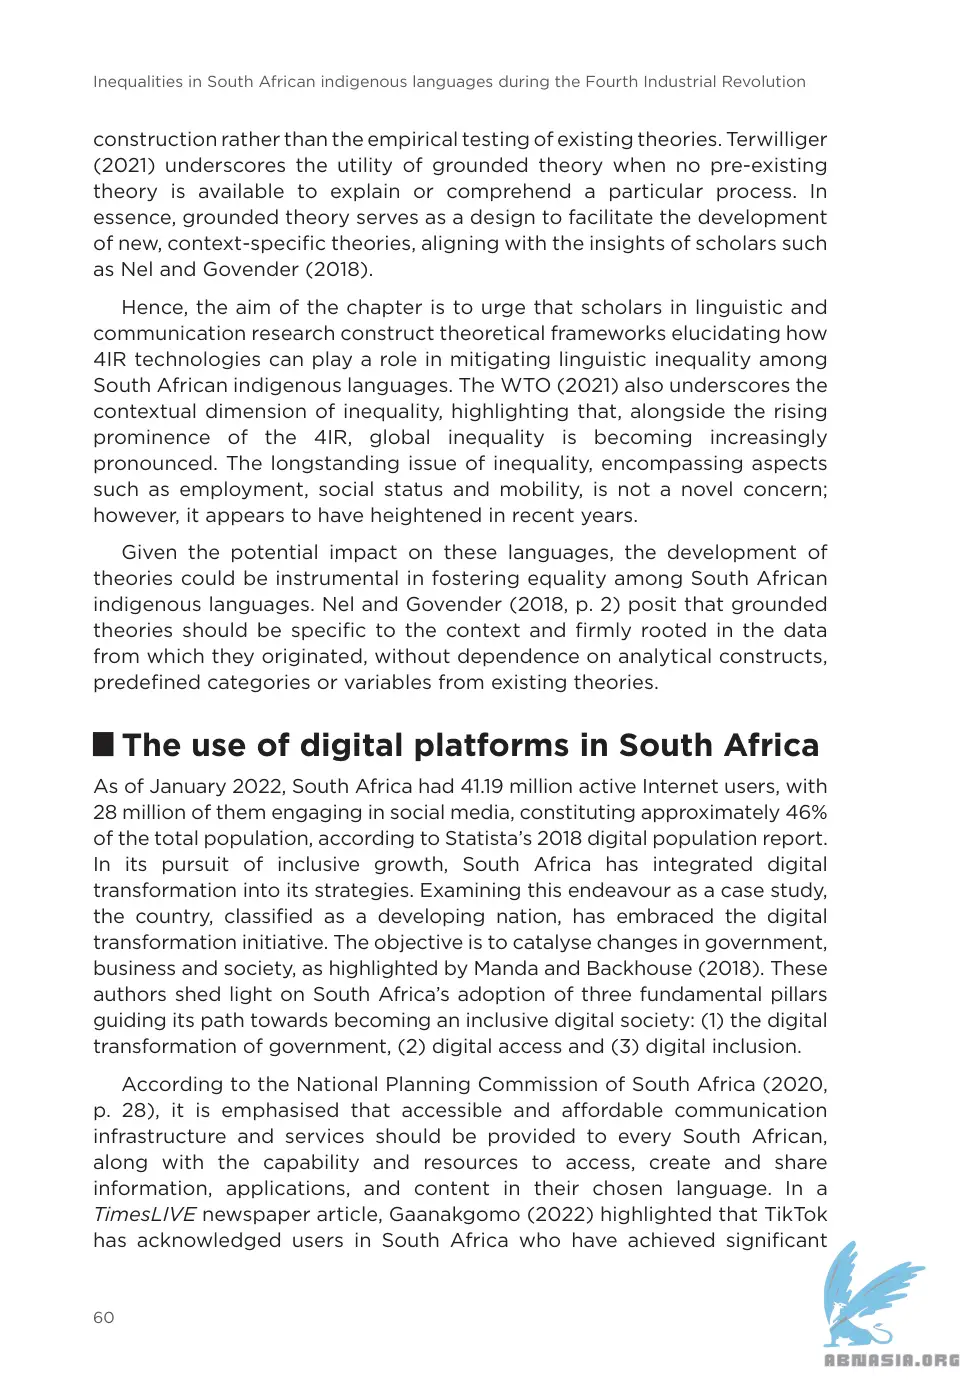 Inequalities in South African indigenous languages during the Fourth Industrial Revolution
construction rather than the empirical testing of existing theories. Terwilliger
(2021) underscores the utility of grounded theory when no pre-existing
theory is available to explain or comprehend a particular process. In
essence, grounded theory serves as a design to facilitate the development
of new, context-specific theories, aligning with the insights of scholars such
as Nel and Govender (2018).
Hence, the aim of the chapter is to urge that scholars in linguistic and
communication research construct theoretical frameworks elucidating how
4IR technologies can play a role in mitigating linguistic inequality among
South African indigenous languages. The WTO (2021) also underscores the
contextual dimension of inequality, highlighting that, alongside the rising
prominence of the 4IR, global inequality is becoming increasingly
pronounced. The longstanding issue of inequality, encompassing aspects
such as employment, social status and mobility, is not a novel concern;
however, it appears to have heightened in recent years.
Given the potential impact on these languages, the development of
theories could be instrumental in fostering equality among South African
indigenous languages. Nel and Govender (2018, p. 2) posit that grounded
theories should be specific to the context and firmly rooted in the data
from which they originated, without dependence on analytical constructs,
predefined categories or variables from existing theories.
The use of digital platforms in South Africa
As of January 2022, South Africa had 41.19 million active Internet users, with
28 million of them engaging in social media, constituting approximately 46%
of the total population, according to Statista's 2018 digital population report.
In its pursuit of inclusive growth, South Africa has integrated digital
transformation into its strategies. Examining this endeavour as a case study,
the country, classified as a developing nation, has embraced the digital
transformation initiative. The objective is to catalyse changes in government,
business and society, as highlighted by Manda and Backhouse (2018). These
authors shed light on South Africa's adoption of three fundamental pillars
guiding its path towards becoming an inclusive digital society: (1) the digital
transformation of government, (2) digital access and (3) digital inclusion.
According to the National Planning Commission of South Africa (2020,
p. 28), it is emphasised that accessible and affordable communication
infrastructure and services should be provided to every South African,
along with the capability and resources to access, create and share
information, applications, and content in their chosen language. In a
TimesLIVE newspaper article, Gaanakgomo (2022) highlighted that TikTok
has acknowledged users in South Africa who have achieved significant
60
ABNASIA.ORG